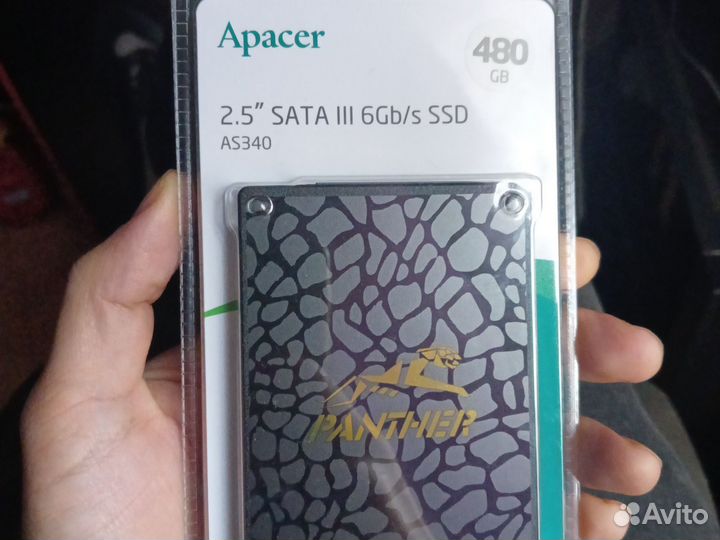 Apacer
480
GB
2.5” SATA III 6Gb/s SSD
AS340
PANTHER
Avito